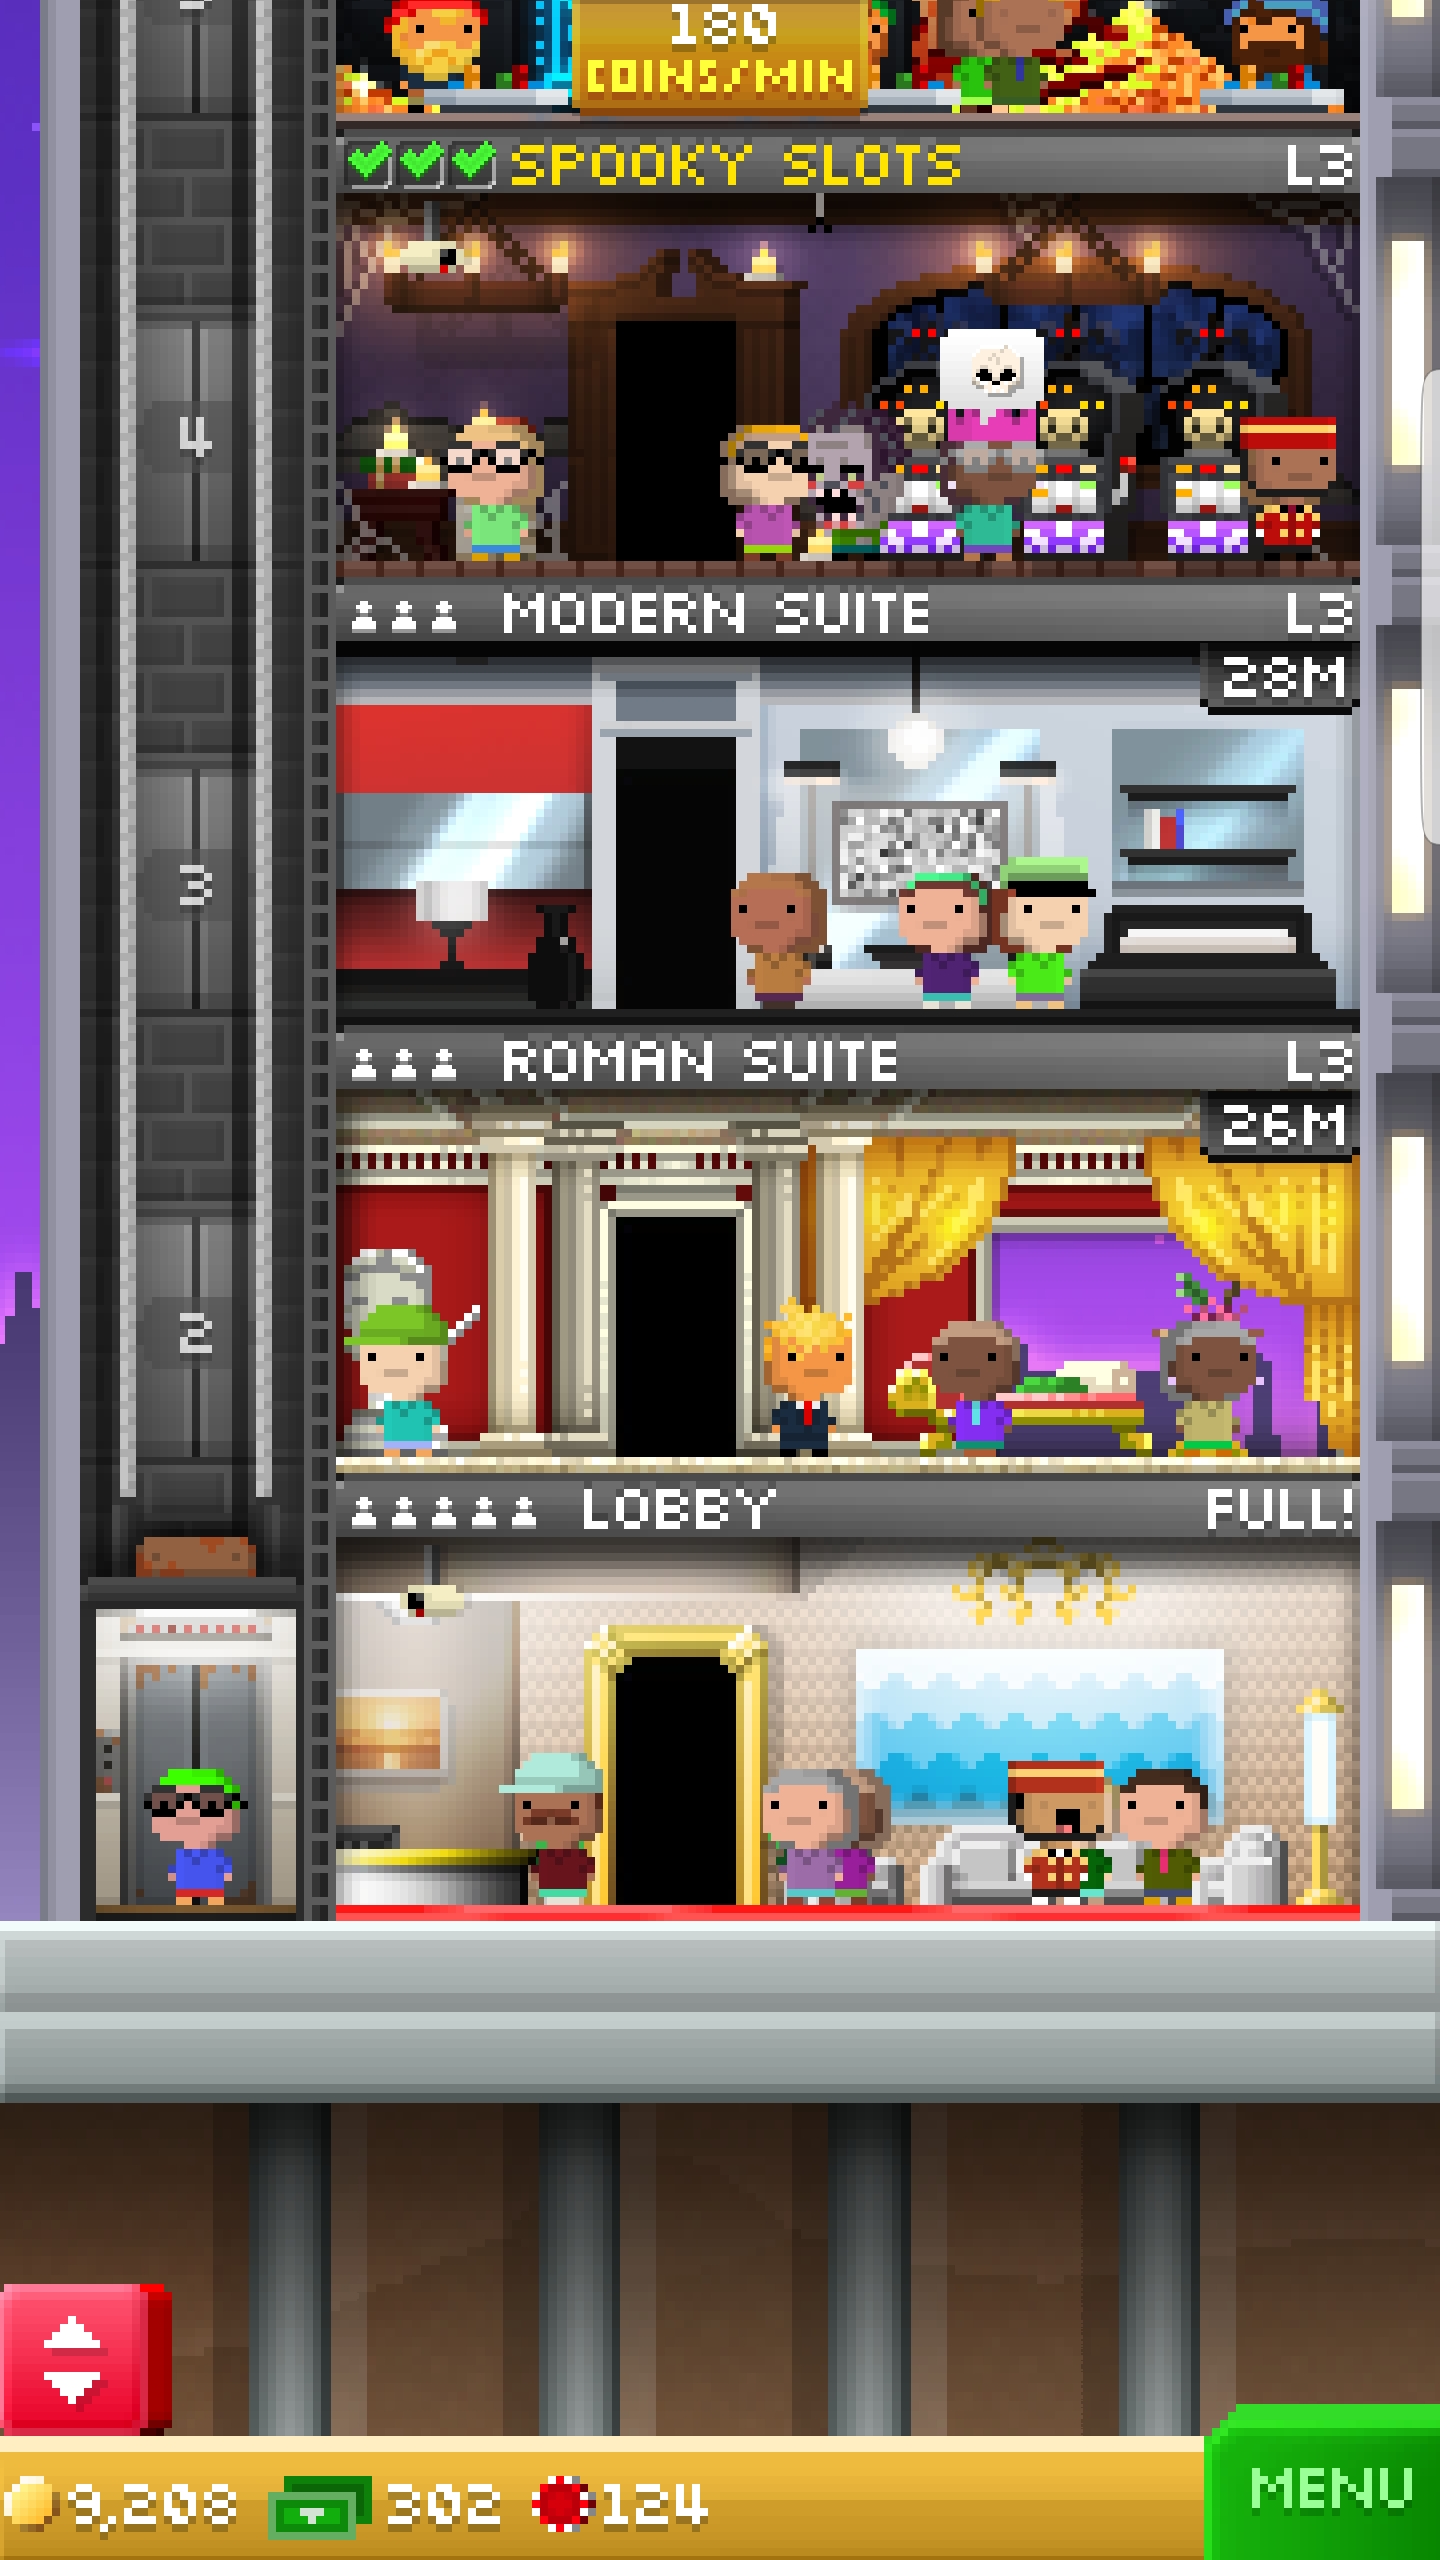 180
COINS/MIN
SPOOKY SLOTS L3
4
MODERN SUITE L3
28M
3
ROMAN SUITE L3
26M
2
LOBBY FULL!
9,208 302 124
MENU